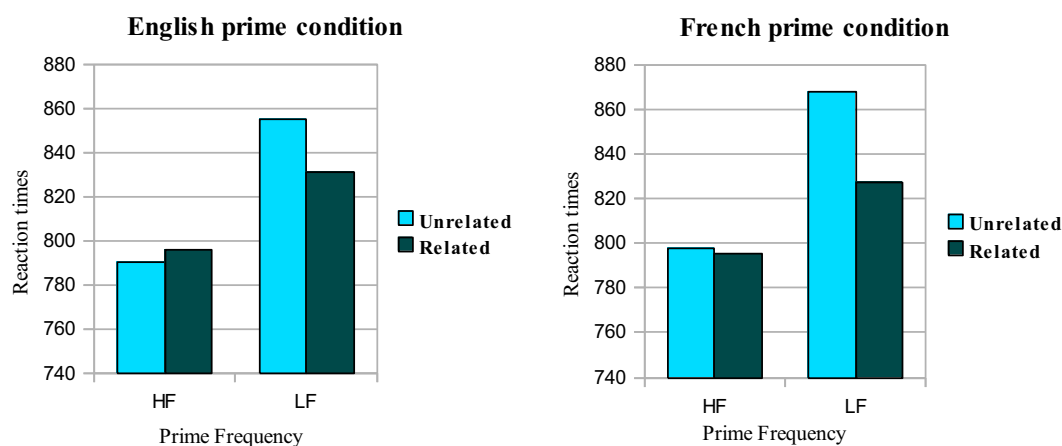 English prime condition
880
860
840
820
800
780
760
740
Reaction times
HF
LF
Prime Frequency
Unrelated
Related
French prime condition
880
860
840
820
800
780
760
740
Reaction times
HF
LF
Prime Frequency
Unrelated
Related